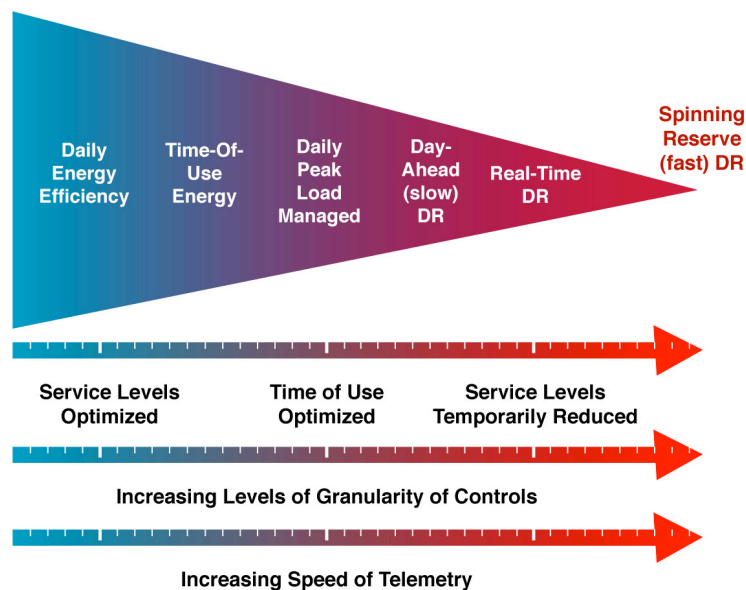 Daily
Energy
Efficiency
Time-Of-
Use
Energy
Daily
Peak
Load
Managed
Day-
Ahead
(slow)
DR
Real-Time
DR
Spinning
Reserve
(fast) DR
Service Levels
Optimized
Time of Use
Optimized
Service Levels
Temporarily Reduced
Increasing Levels of Granularity of Controls
Increasing Speed of Telemetry